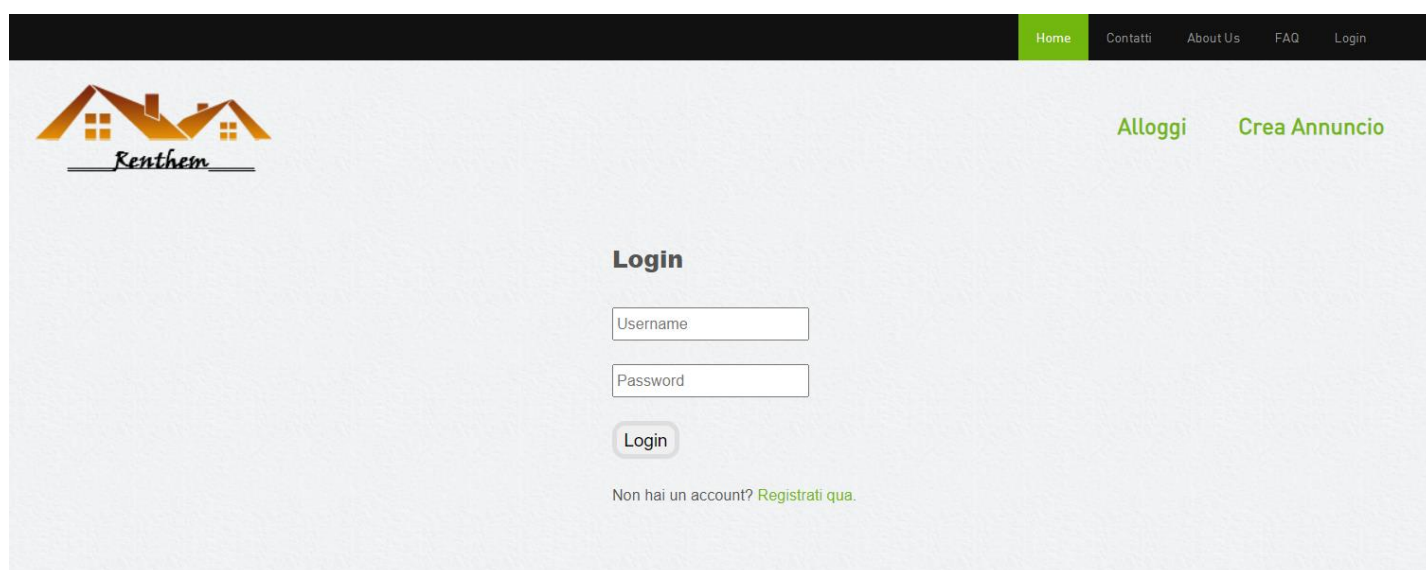 Home Contatti About Us FAQ Login
Renthem
Alloggi Crea Annuncio
Login
Username
Password
Login
Non hai un account? Registrati qua.